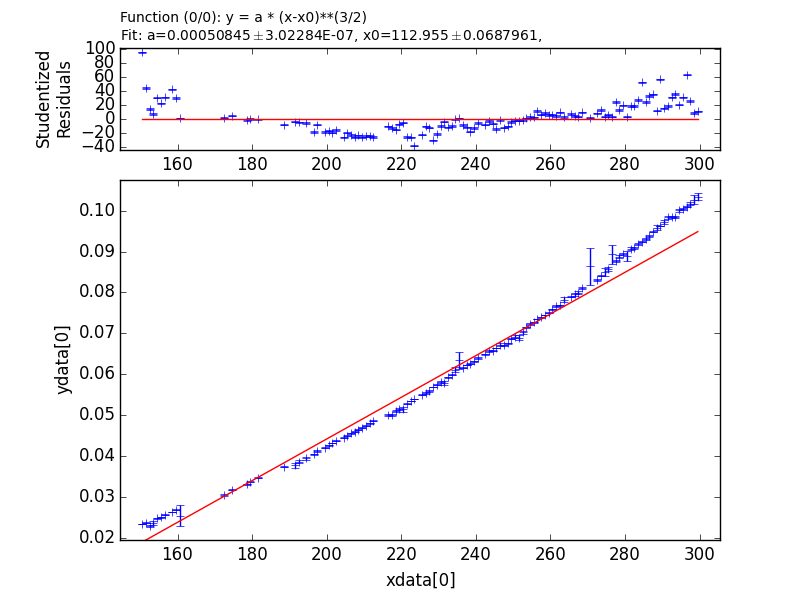 Function (0/0): y = a * (x-x0)**(3/2)
Fit: a=0.00050845±3.02284E-07, x0=112.955±0.0687961,
Studentized
Residuals
100
80
60
40
20
0
−20
−40
160 180 200 220 240 260 280 300
ydata[0]
0.10
0.09
0.08
0.07
0.06
0.05
0.04
0.03
0.02
160 180 200 220 240 260 280 300
xdata[0]